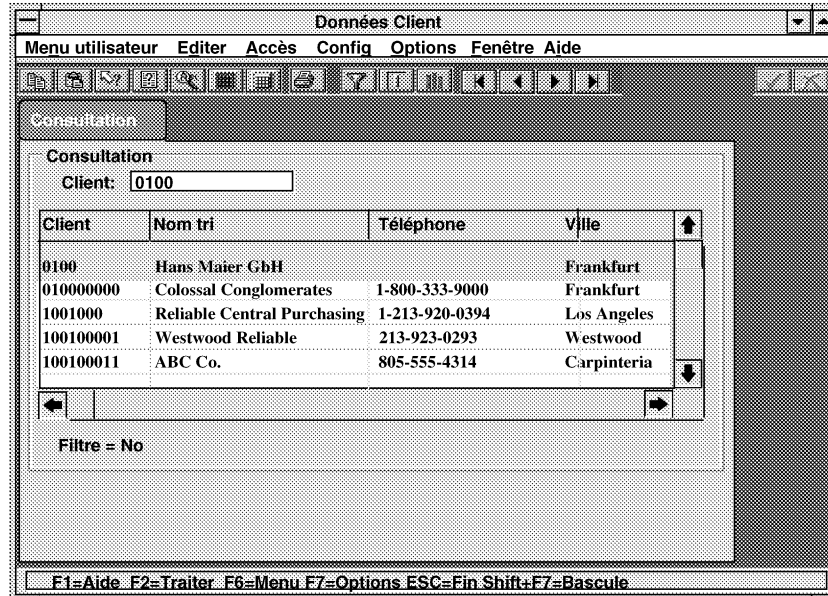 Données Client
Menu utilisateur Editer Accès Config Options Fenêtre Aide
Consultation
Consultation
Client: 0100
Client Nom tri Téléphone Ville
0100 Hans Maier GbH Frankfurt
010000000 Colossal Conglomerates 1-800-333-9000 Frankfurt
1001000 Reliable Central Purchasing 1-213-920-0394 Los Angeles
100100001 Westwood Reliable 213-923-0293 Westwood
100100011 ABC Co. 805-555-4314 Carpinteria
Filtre = No
F1=Aide F2=Traiter F6=Menu F7=Options ESC=Fin Shift+F7=Bascule